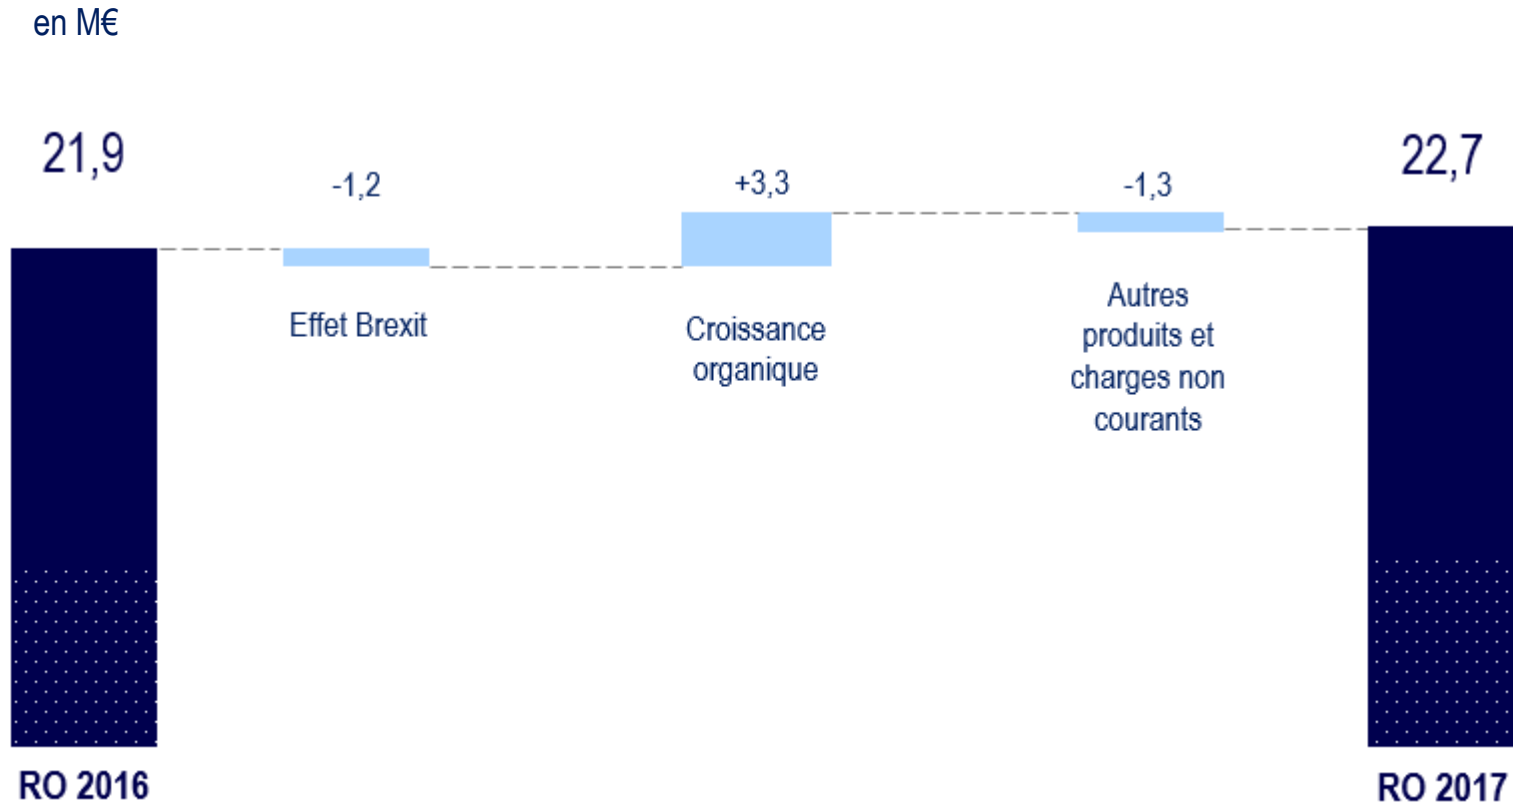 en M€
21,9
-1,2
+3,3
-1,3
22,7
Effet Brexit
Croissance
organique
Autres
produits et
charges non
courants
RO 2016
RO 2017